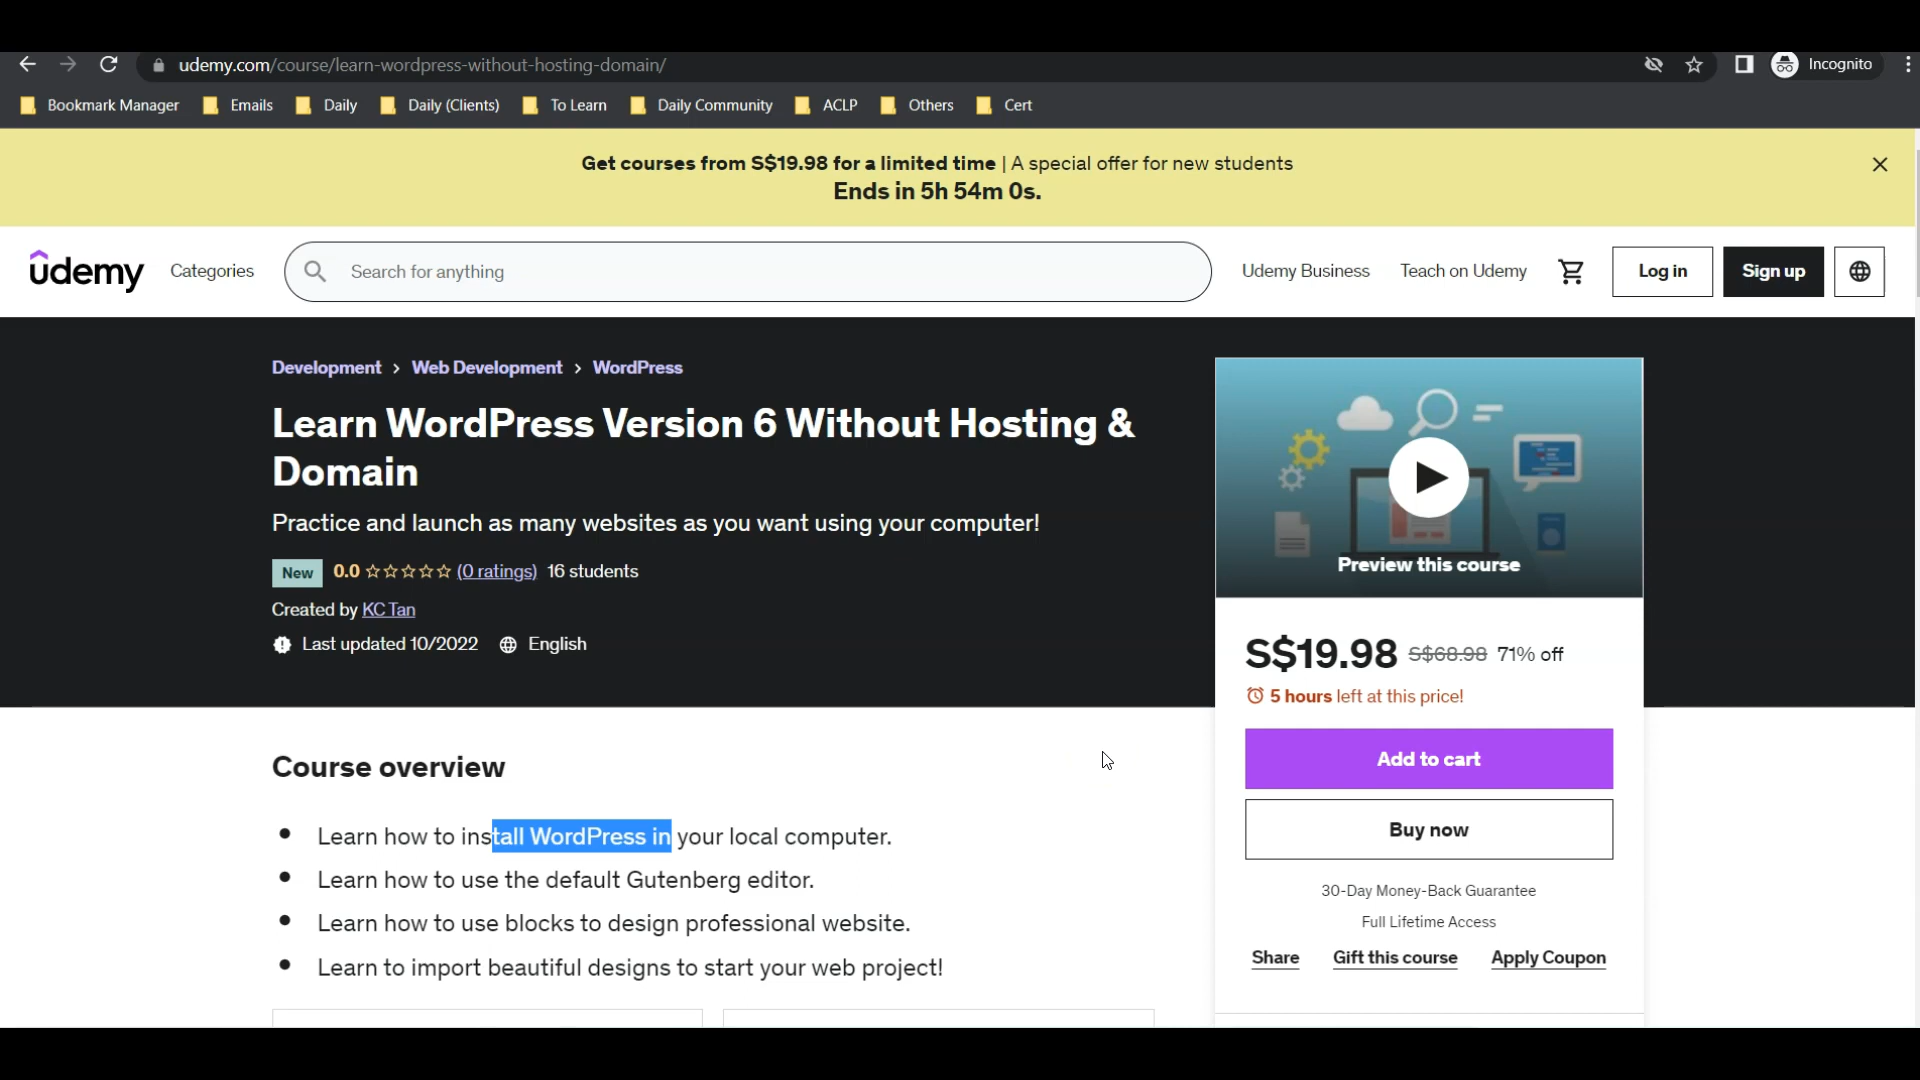 udemy.com/course/learn-wordpress-without-hosting-domain/
Incognito
Bookmark Manager Emails Daily Daily (Clients) To Learn Daily Community ACLP Others Cert
Get courses from S$19.98 for a limited time | A special offer for new students
Ends in 5h 54m 0s.
udemy Categories Search for anything Udemy Business Teach on Udemy Log in Sign up
Development › Web Development › WordPress
Learn WordPress Version 6 Without Hosting &
Domain
Practice and launch as many websites as you want using your computer!
New 0.0 (0 ratings) 16 students
Created by KC Tan
Last updated 10/2022 English
Preview this course
S$19.98 S$68.98 71% off
5 hours left at this price!
Add to cart
Buy now
30-Day Money-Back Guarantee
Full Lifetime Access
Share Gift this course Apply Coupon
Course overview
Learn how to install WordPress in your local computer.
Learn how to use the default Gutenberg editor.
Learn how to use blocks to design professional website.
Learn to import beautiful designs to start your web project!